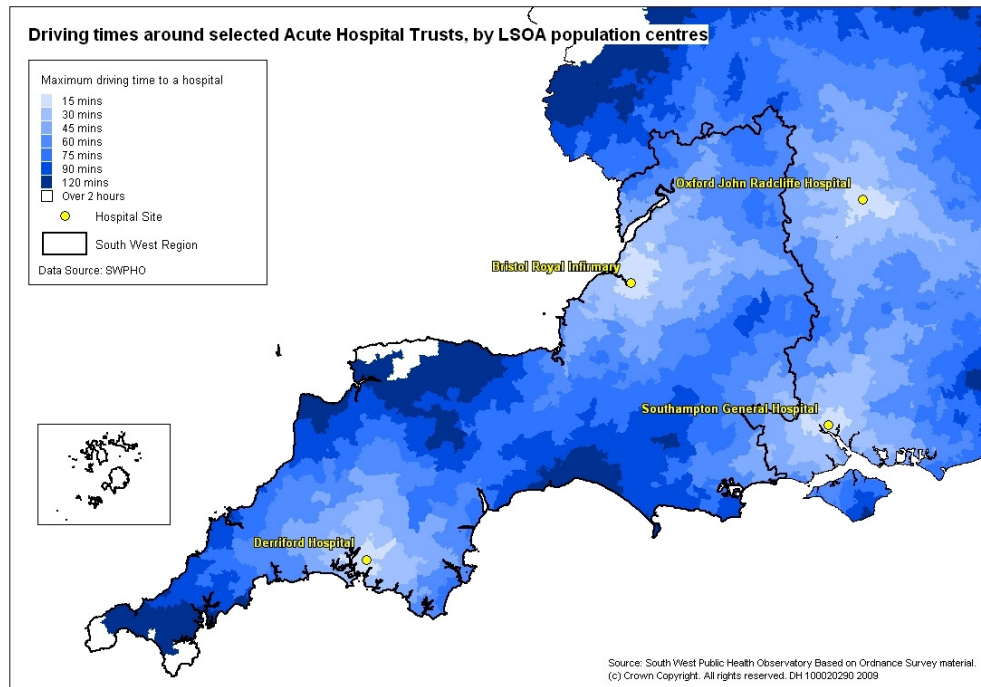 Driving times around selected Acute Hospital Trusts, by LSOA population centres
Maximum driving time to a hospital
15 mins
30 mins
45 mins
60 mins
75 mins
90 mins
120 mins
Over 2 hours
Hospital Site
South West Region
Data Source: SWPHO
Oxford John Radcliffe Hospital
Bristol Royal Infirmary
Southampton General Hospital
Derriford Hospital
Source: South West Public Health Observatory Based on Ordnance Survey material.
(c) Crown Copyright. All rights reserved. DH 100020290 2009